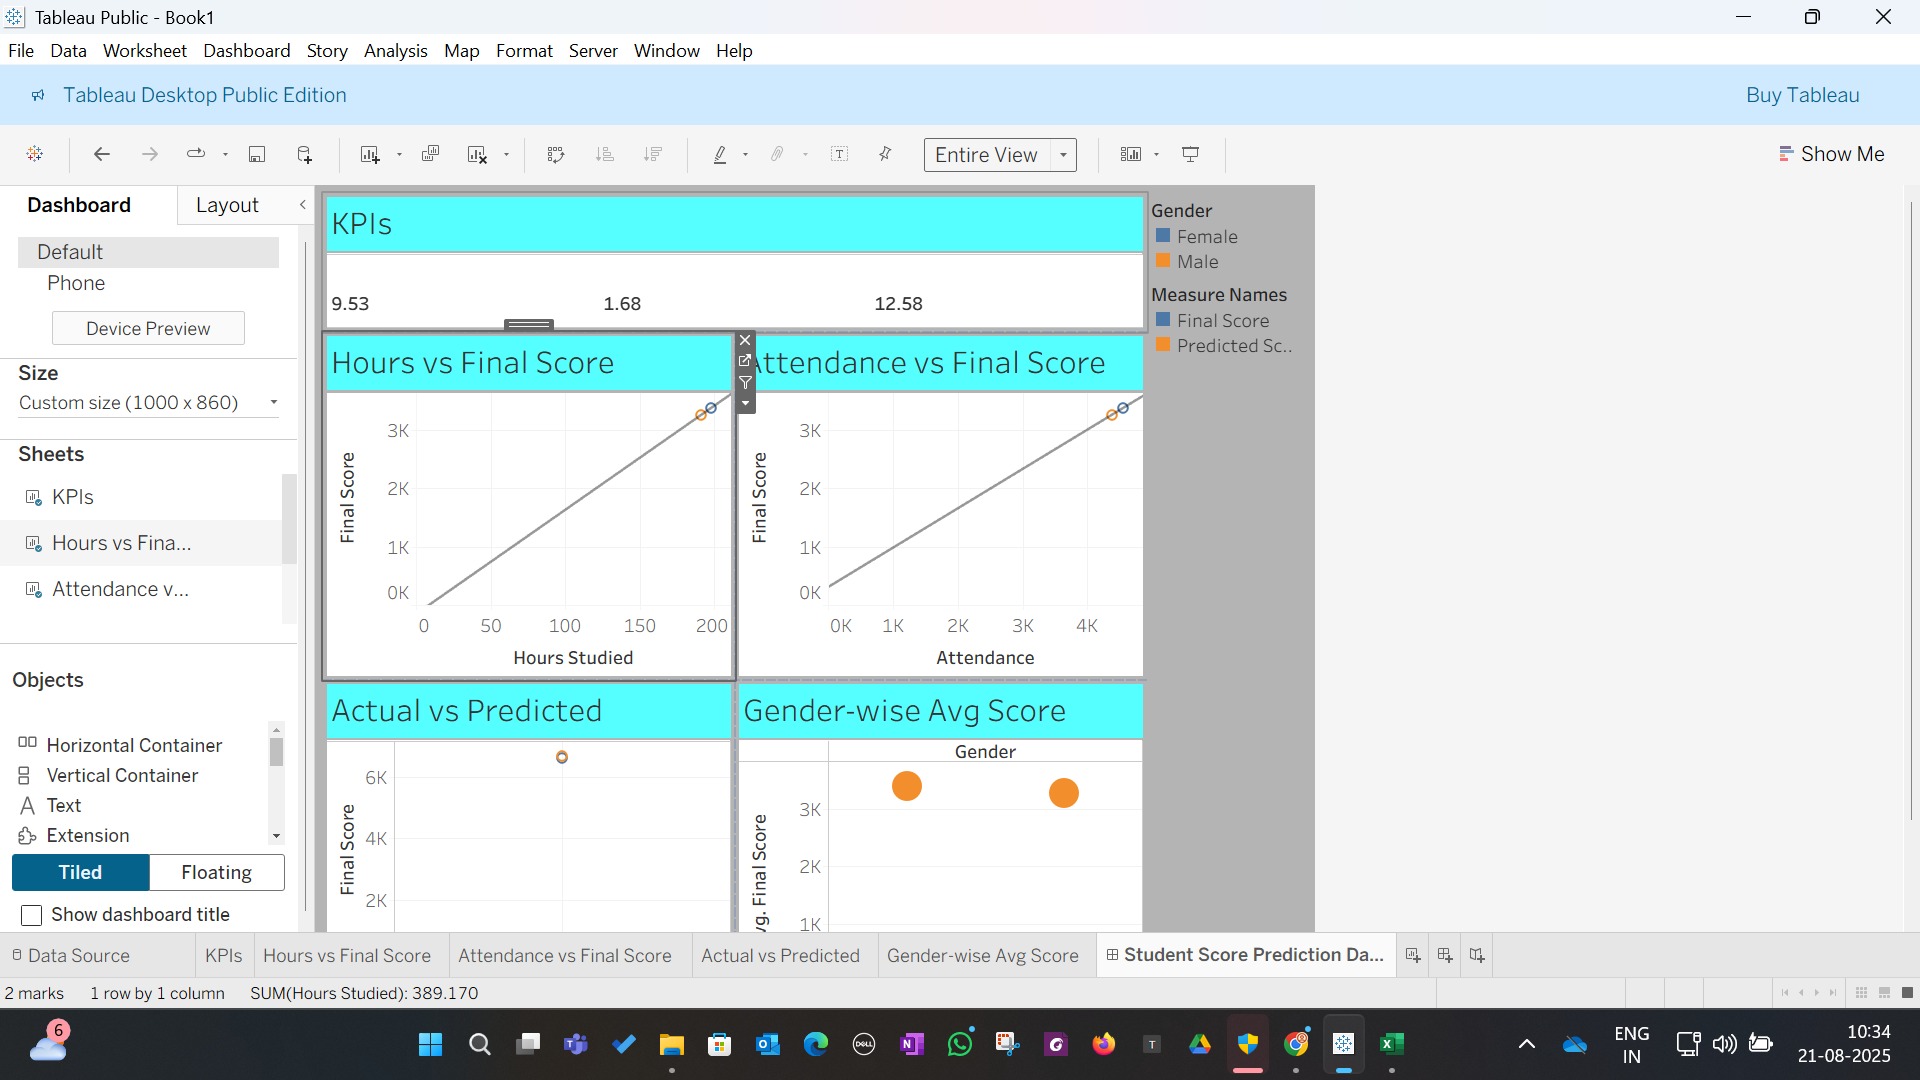 Tableau Public - Book1
File Data Worksheet Dashboard Story Analysis Map Format Server Window Help
Tableau Desktop Public Edition
Buy Tableau
Entire View
Show Me
Dashboard
Layout
Default
Phone
Device Preview
Size
Custom size (1000 x 860)
Sheets
KPIs
Hours vs Fina...
Attendance v...
Objects
Horizontal Container
Vertical Container
Text
Extension
Tiled
Floating
Show dashboard title
KPIs
9.53 1.68 12.58
Gender
Female
Male
Measure Names
Final Score
Predicted Sc..
Hours vs Final Score
Final Score
3K
2K
1K
0K
0 50 100 150 200
Hours Studied
Attendance vs Final Score
Final Score
3K
2K
1K
0K
0K 1K 2K 3K 4K
Attendance
Actual vs Predicted
Final Score
6K
4K
2K
Gender-wise Avg Score
Gender
vg. Final Score
3K
2K
1K
Data Source
KPIs
Hours vs Final Score
Attendance vs Final Score
Actual vs Predicted
Gender-wise Avg Score
Student Score Prediction Da...
2 marks 1 row by 1 column SUM(Hours Studied): 389.170
6
DELL
T
ENG
IN
10:34
21-08-2025